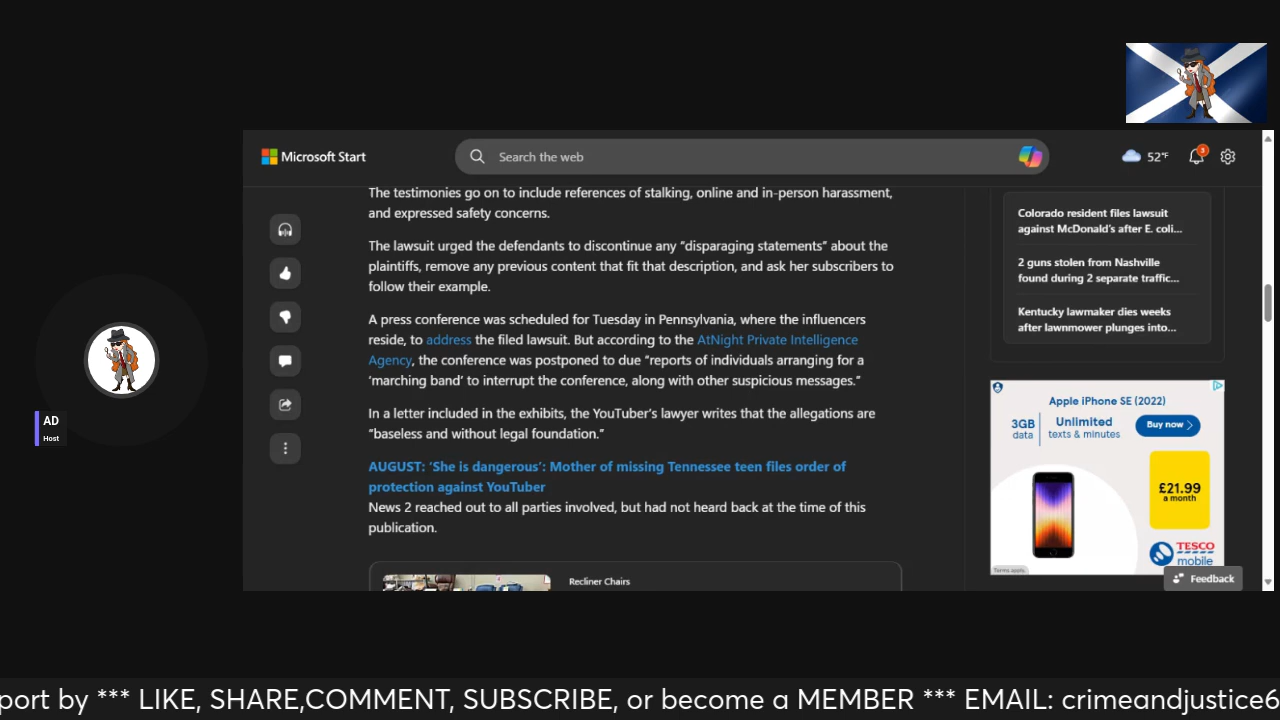 Microsoft Start
Search the web
52°F
3
The testimonies go on to include references of stalking, online and in-person harassment,
and expressed safety concerns.
The lawsuit urged the defendants to discontinue any “disparaging statements” about the
plaintiffs, remove any previous content that fit that description, and ask her subscribers to
follow their example.
A press conference was scheduled for Tuesday in Pennsylvania, where the influencers
reside, to address the filed lawsuit. But according to the AtNight Private Intelligence
Agency, the conference was postponed to due “reports of individuals arranging for a
‘marching band’ to interrupt the conference, along with other suspicious messages.”
In a letter included in the exhibits, the YouTuber’s lawyer writes that the allegations are
“baseless and without legal foundation.”
AUGUST: ‘She is dangerous’: Mother of missing Tennessee teen files order of
protection against YouTuber
News 2 reached out to all parties involved, but had not heard back at the time of this
publication.
Recliner Chairs
Colorado resident files lawsuit
against McDonald's after E. coli...
2 guns stolen from Nashville
found during 2 separate traffic...
Kentucky lawmaker dies weeks
after lawnmower plunges into...
Apple iPhone SE (2022)
3GB
data
Unlimited
texts & minutes
Buy now
£21.99
a month
TESCO
mobile
Terms apply.
Feedback
AD
Host
port by *** LIKE, SHARE,COMMENT, SUBSCRIBE, or become a MEMBER *** EMAIL: crimeandjustice6